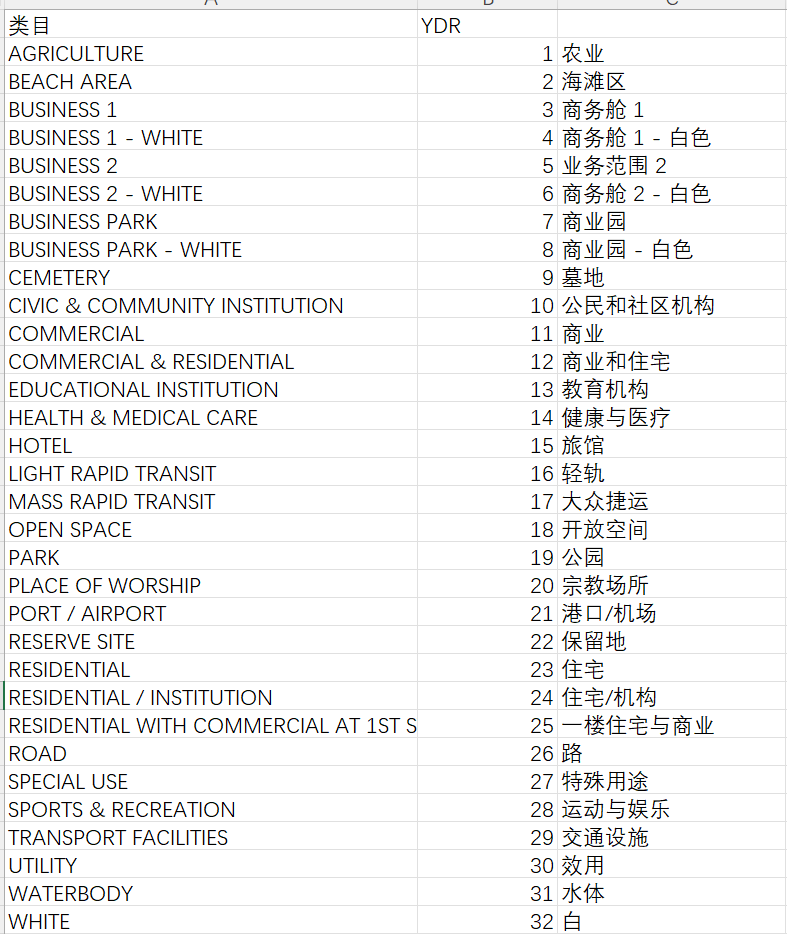 类目 YDR
AGRICULTURE 1 农业
BEACH AREA 2 海滩区
BUSINESS 1 3 商务舱 1
BUSINESS 1 - WHITE 4 商务舱 1 - 白色
BUSINESS 2 5 业务范围 2
BUSINESS 2 - WHITE 6 商务舱 2 - 白色
BUSINESS PARK 7 商业园
BUSINESS PARK - WHITE 8 商业园 - 白色
CEMETERY 9 墓地
CIVIC & COMMUNITY INSTITUTION 10 公民和社区机构
COMMERCIAL 11 商业
COMMERCIAL & RESIDENTIAL 12 商业和住宅
EDUCATIONAL INSTITUTION 13 教育机构
HEALTH & MEDICAL CARE 14 健康与医疗
HOTEL 15 旅馆
LIGHT RAPID TRANSIT 16 轻轨
MASS RAPID TRANSIT 17 大众捷运
OPEN SPACE 18 开放空间
PARK 19 公园
PLACE OF WORSHIP 20 宗教场所
PORT / AIRPORT 21 港口/机场
RESERVE SITE 22 保留地
RESIDENTIAL 23 住宅
RESIDENTIAL / INSTITUTION 24 住宅/机构
RESIDENTIAL WITH COMMERCIAL AT 1ST S 25 一楼住宅与商业
ROAD 26 路
SPECIAL USE 27 特殊用途
SPORTS & RECREATION 28 运动与娱乐
TRANSPORT FACILITIES 29 交通设施
UTILITY 30 效用
WATERBODY 31 水体
WHITE 32 白